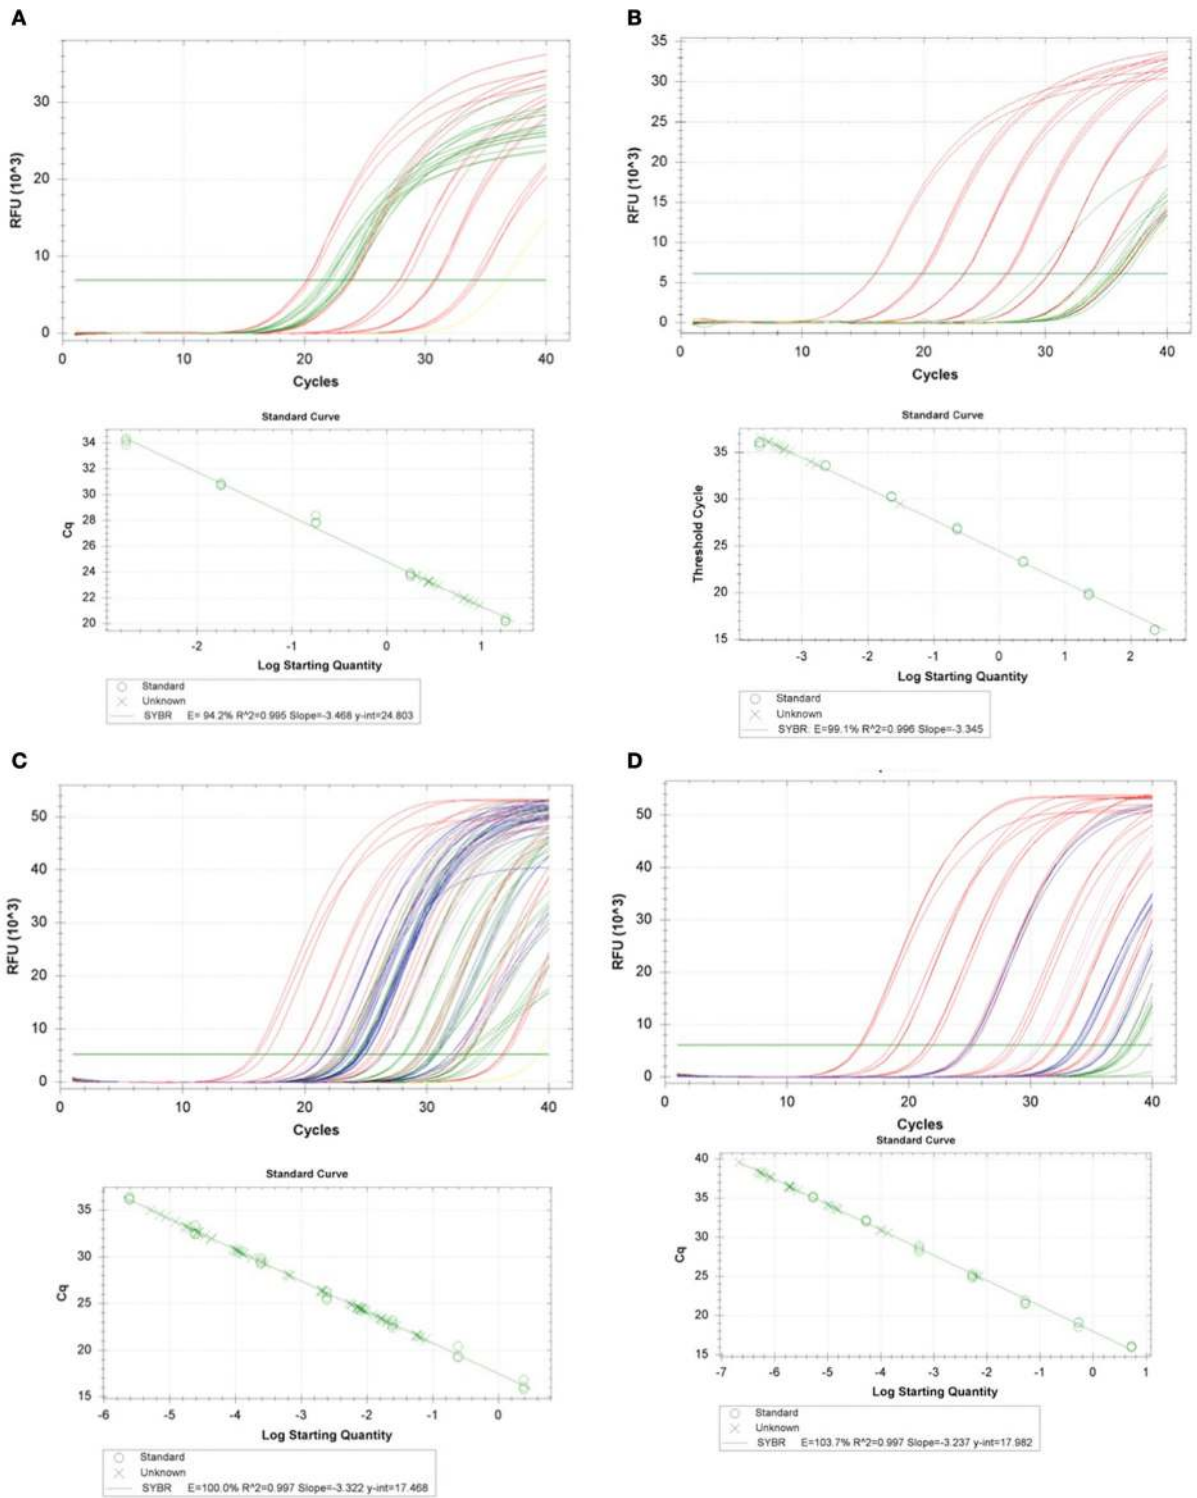 A
RFU (10^3)
30
20
10
0
0 10 20 30 40
Cycles
Standard Curve
Cq
34
32
30
28
26
24
22
20
-2 -1 0 1
Log Starting Quantity
Standard
Unknown
SYBR E= 94.2% R^2=0.995 Slope=-3.468 y-int=24.803
B
RFU (10^3)
35
30
25
20
15
10
5
0
0 10 20 30 40
Cycles
Standard Curve
Threshold Cycle
35
30
25
20
15
-3 -2 -1 0 1 2
Log Starting Quantity
Standard
Unknown
SYBR: E=99.1% R^2=0.996 Slope=-3.345
C
RFU (10^3)
50
40
30
20
10
0
0 10 20 30 40
Cycles
Standard Curve
Cq
35
30
25
20
15
-6 -5 -4 -3 -2 -1 0
Log Starting Quantity
Standard
Unknown
SYBR E=100.0% R^2=0.997 Slope=-3.322 y-int=17.468
D
RFU (10^3)
50
40
30
20
10
0
0 10 20 30 40
Cycles
Standard Curve
Cq
40
35
30
25
20
15
-7 -6 -5 -4 -3 -2 -1 0 1
Log Starting Quantity
Standard
Unknown
SYBR E=103.7% R^2=0.997 Slope=-3.237 y-int=17.982